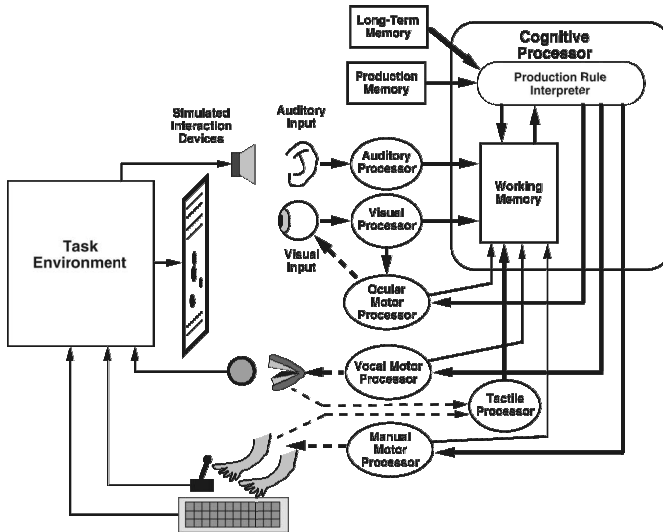 Long-Term
Memory
Cognitive
Processor
Production
Memory
Production Rule
Interpreter
Simulated
Interaction
Devices
Auditory
Input
Auditory
Processor
Working
Memory
Visual
Processor
Task
Environment
Visual
Input
Ocular
Motor
Processor
Vocal Motor
Processor
Tactile
Processor
Manual
Motor
Processor